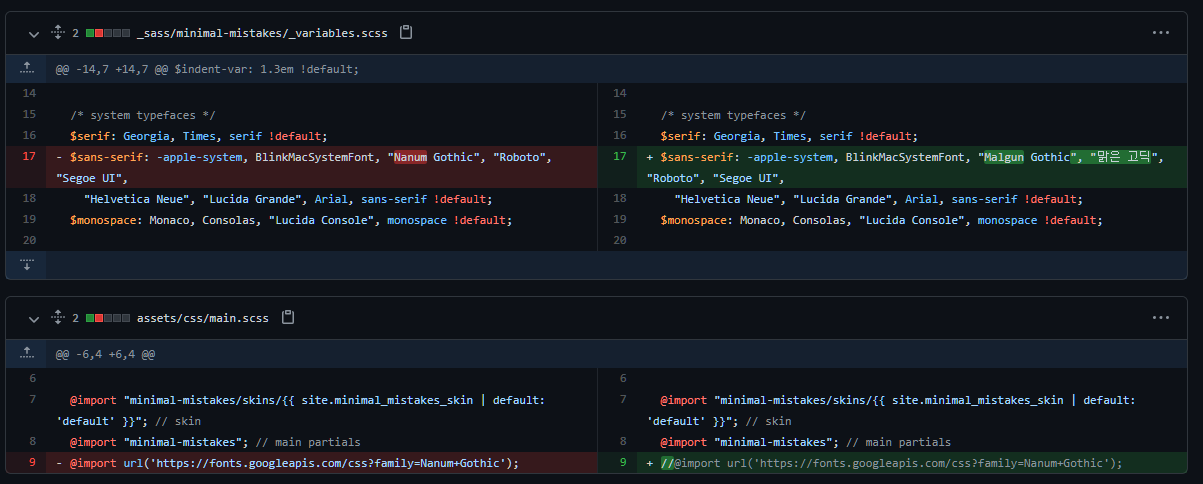 2 _sass/minimal-mistakes/_variables.scss
@@ -14,7 +14,7 @@ $indent-var: 1.3em !default;
14
15 /* system typefaces */
16 $serif: Georgia, Times, serif !default;
17 - $sans-serif: -apple-system, BlinkMacSystemFont, "Nanum Gothic", "Roboto",
"Segoe UI",
18 "Helvetica Neue", "Lucida Grande", Arial, sans-serif !default;
19 $monospace: Monaco, Consolas, "Lucida Console", monospace !default;
20
14
15 /* system typefaces */
16 $serif: Georgia, Times, serif !default;
17 + $sans-serif: -apple-system, BlinkMacSystemFont, "Malgun Gothic", "맑은 고딕",
"Roboto", "Segoe UI",
18 "Helvetica Neue", "Lucida Grande", Arial, sans-serif !default;
19 $monospace: Monaco, Consolas, "Lucida Console", monospace !default;
20
2 assets/css/main.scss
@@ -6,4 +6,4 @@
6
7 @import "minimal-mistakes/skins/{{ site.minimal_mistakes_skin | default:
'default' }}"; // skin
8 @import "minimal-mistakes"; // main partials
9 - @import url('https://fonts.googleapis.com/css?family=Nanum+Gothic');
6
7 @import "minimal-mistakes/skins/{{ site.minimal_mistakes_skin | default:
'default' }}"; // skin
8 @import "minimal-mistakes"; // main partials
9 + //@import url('https://fonts.googleapis.com/css?family=Nanum+Gothic');